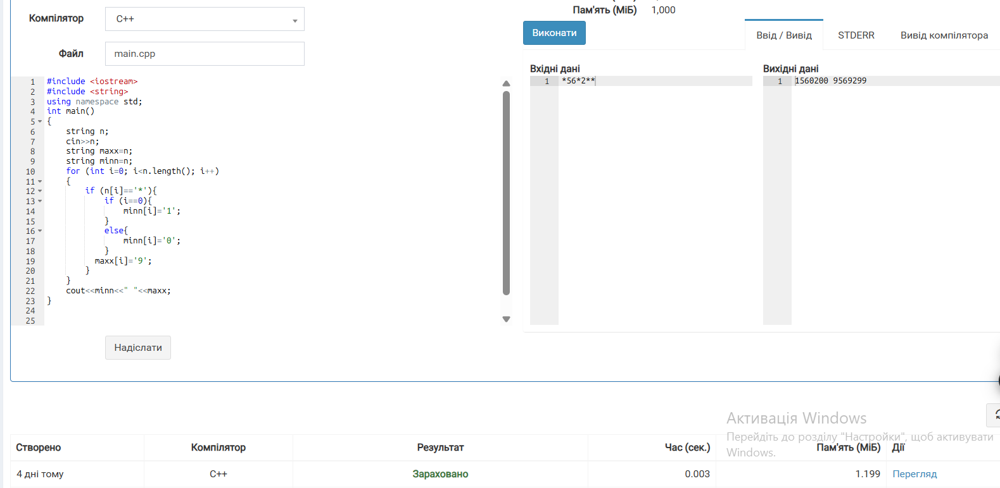 Компілятор
C++
Файл
main.cpp
1 #include <iostream>
2 #include <string>
3 using namespace std;
4 int main()
5 {
6 string n;
7 cin>>n;
8 string maxx=n;
9 string minn=n;
10 for (int i=0; i<n.length(); i++)
11 {
12 if (n[i]=='*'){
13 if (i==0){
14 minn[i]='1';
15 }
16 else{
17 minn[i]='0';
18 }
19 maxx[i]='9';
20 }
21 }
22 cout<<minn<<" "<<maxx;
23 }
24
25
Надіслати
Пам'ять (МіБ) 1,000
Виконати
Ввід / Вивід STDERR Вивід компілятора
Вхідні дані
1 *56*2**
Вихідні дані
1 1560200 9569299
Активація Windows
Перейдіть до розділу "Настройки", щоб активувати
Windows.
Створено Компілятор Результат Час (сек.) Пам'ять (МіБ) Дії
4 дні тому C++ Зараховано 0.003 1.199 Перегляд